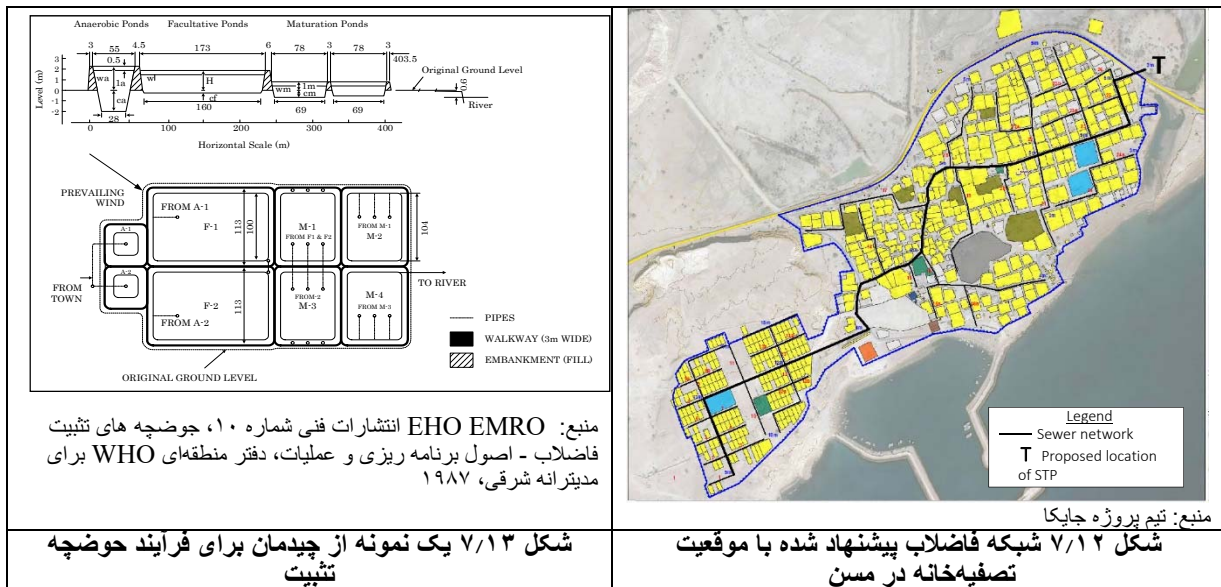 Anaerobic Ponds Facultative Ponds Maturation Ponds
3 55 4.5 173 6 78 3 78 3
403.5
0.5
Original Ground Level
Level (m)
3
2
1
0
-1
-2
wa 1a ca wf H cf wm 1m cm
0.6
River
28 160 69 69
0 100 200 300 400
Horizontal Scale (m)
PREVAILING WIND
FROM A-1
F-1
113
100
M-1
FROM F1 & F2
FROM M-1
M-2
104
A-1
A-2
FROM TOWN
TO RIVER
F-2
FROM A-2
113
FROM-2
M-3
M-4
FROM M-3
PIPES
WALKWAY (3m WIDE)
EMBANKMENT (FILL)
ORIGINAL GROUND LEVEL
منبع: EHO EMRO انتشارات فنی شماره ۱۰، جوضچه های تثبیت
فاضلاب - اصول برنامه ریزی و عملیات، دفتر منطقه‌ای WHO برای
مدیترانه شرقی، ۱۹۸۷
شکل ۷٫۱۳ یک نمونه از چیدمان برای فرآیند حوضچه
تثبیت
T
Legend
Sewer network
T Proposed location
of STP
منبع: تیم پروژه جایکا
شکل ۷٫۱۲ شبکه فاضلاب پیشنهاد شده با موقعیت
تصفیه‌خانه در مسن